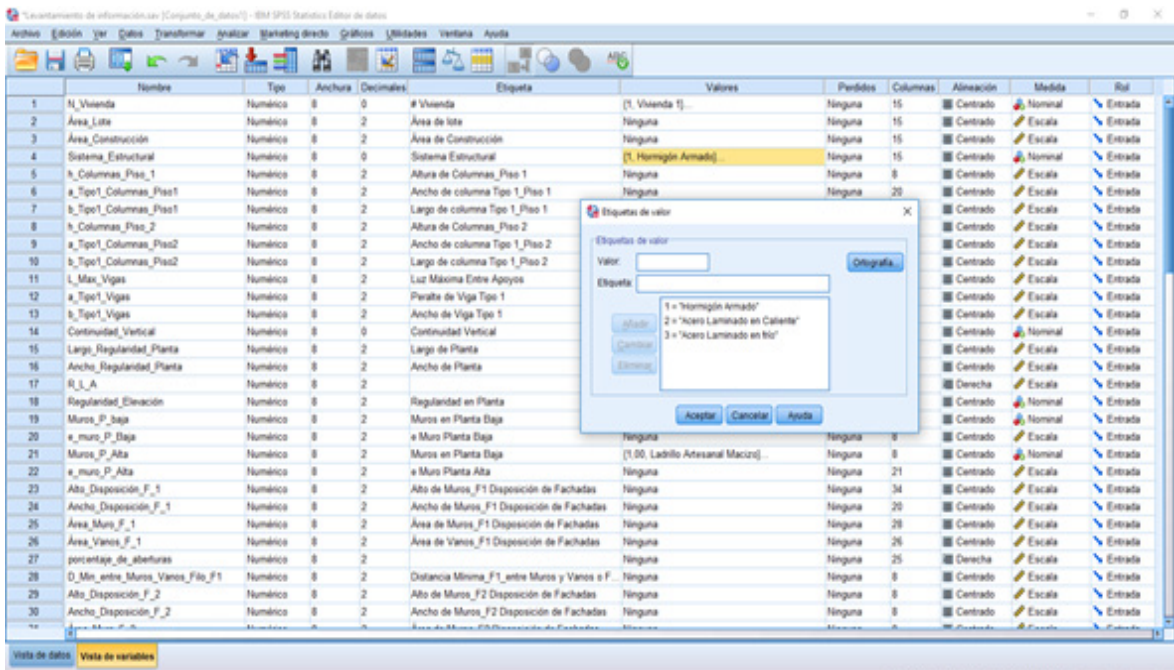 *Levantamiento de información.sav [Conjunto_de_datos1] - IBM SPSS Statistics Editor de datos
Archivo Edición Ver Datos Transformar Analizar Marketing directo Gráficos Utilidades Ventana Ayuda
Nombre Tipo Anchura Decimales Etiqueta Valores Perdidos Columnas Alineación Medida Rol
1 N_Vivienda Numérico 8 0 # Vivienda {1, Vivienda 1}... Ninguna 15 Centrado Nominal Entrada
2 Área_Lote Numérico 8 2 Área de lote Ninguna Ninguna 15 Centrado Escala Entrada
3 Área_Construcción Numérico 8 2 Área de Construcción Ninguna Ninguna 15 Centrado Escala Entrada
4 Sistema_Estructural Numérico 8 0 Sistema Estructural {1, Hormigón Armado}... Ninguna 15 Centrado Nominal Entrada
5 h_Columnas_Piso_1 Numérico 8 2 Altura de Columnas_Piso 1 Ninguna Ninguna 8 Centrado Escala Entrada
6 a_Tipo1_Columnas_Piso1 Numérico 8 2 Ancho de columna Tipo 1_Piso 1 Ninguna Ninguna 20 Centrado Escala Entrada
7 b_Tipo1_Columnas_Piso1 Numérico 8 2 Largo de columna Tipo 1_Piso 1 Centrado Escala Entrada
8 h_Columnas_Piso_2 Numérico 8 2 Altura de Columnas_Piso 2 Centrado Escala Entrada
9 a_Tipo1_Columnas_Piso2 Numérico 8 2 Ancho de columna Tipo 1_Piso 2 Centrado Escala Entrada
10 b_Tipo1_Columnas_Piso2 Numérico 8 2 Largo de columna Tipo 1_Piso 2 Centrado Escala Entrada
11 L_Max_Vigas Numérico 8 2 Luz Máxima Entre Apoyos Centrado Escala Entrada
12 a_Tipo1_Vigas Numérico 8 2 Peralte de Viga Tipo 1 Centrado Escala Entrada
13 b_Tipo1_Vigas Numérico 8 2 Ancho de Viga Tipo 1 Centrado Escala Entrada
14 Continuidad_Vertical Numérico 8 0 Continuidad Vertical Centrado Nominal Entrada
15 Largo_Regularidad_Planta Numérico 8 2 Largo de Planta Centrado Escala Entrada
16 Ancho_Regularidad_Planta Numérico 8 2 Ancho de Planta Centrado Escala Entrada
17 R_L_A Numérico 8 2 Derecha Escala Entrada
18 Regularidad_Elevación Numérico 8 2 Regularidad en Planta Centrado Nominal Entrada
19 Muros_P_baja Numérico 8 2 Muros en Planta Baja Centrado Nominal Entrada
20 e_muro_P_Baja Numérico 8 2 e Muro Planta Baja Ninguna Ninguna 8 Centrado Escala Entrada
21 Muros_P_Alta Numérico 8 2 Muros en Planta Baja {1,00, Ladrillo Artesanal Macizo}... Ninguna 8 Centrado Nominal Entrada
22 e_muro_P_Alta Numérico 8 2 e Muro Planta Alta Ninguna Ninguna 21 Centrado Escala Entrada
23 Alto_Disposición_F_1 Numérico 8 2 Alto de Muros_F1 Disposición de Fachadas Ninguna Ninguna 34 Centrado Escala Entrada
24 Ancho_Disposición_F_1 Numérico 8 2 Ancho de Muros_F1 Disposición de Fachadas Ninguna Ninguna 20 Centrado Escala Entrada
25 Área_Muro_F_1 Numérico 8 2 Área de Muros_F1 Disposición de Fachadas Ninguna Ninguna 28 Centrado Escala Entrada
26 Área_Vanos_F_1 Numérico 8 2 Área de Vanos_F1 Disposición de Fachadas Ninguna Ninguna 26 Centrado Escala Entrada
27 porcentaje_de_aberturas Numérico 8 2 Ninguna Ninguna 25 Derecha Escala Entrada
28 D_Min_entre_Muros_Vanos_Filo_F1 Numérico 8 2 Distancia Mínima_F1_entre Muros y Vanos o F... Ninguna Ninguna 8 Centrado Escala Entrada
29 Alto_Disposición_F_2 Numérico 8 2 Alto de Muros_F2 Disposición de Fachadas Ninguna Ninguna 8 Centrado Escala Entrada
30 Ancho_Disposición_F_2 Numérico 8 2 Ancho de Muros_F2 Disposición de Fachadas Ninguna Ninguna 8 Centrado Escala Entrada
Etiquetas de valor
Etiquetas de valor
Valor:
Ortografía...
Etiqueta:
Añadir
Cambiar
Eliminar
1 = "Hormigón Armado"
2 = "Acero Laminado en Caliente"
3 = "Acero Laminado en frío"
Aceptar Cancelar Ayuda
Vista de datos Vista de variables